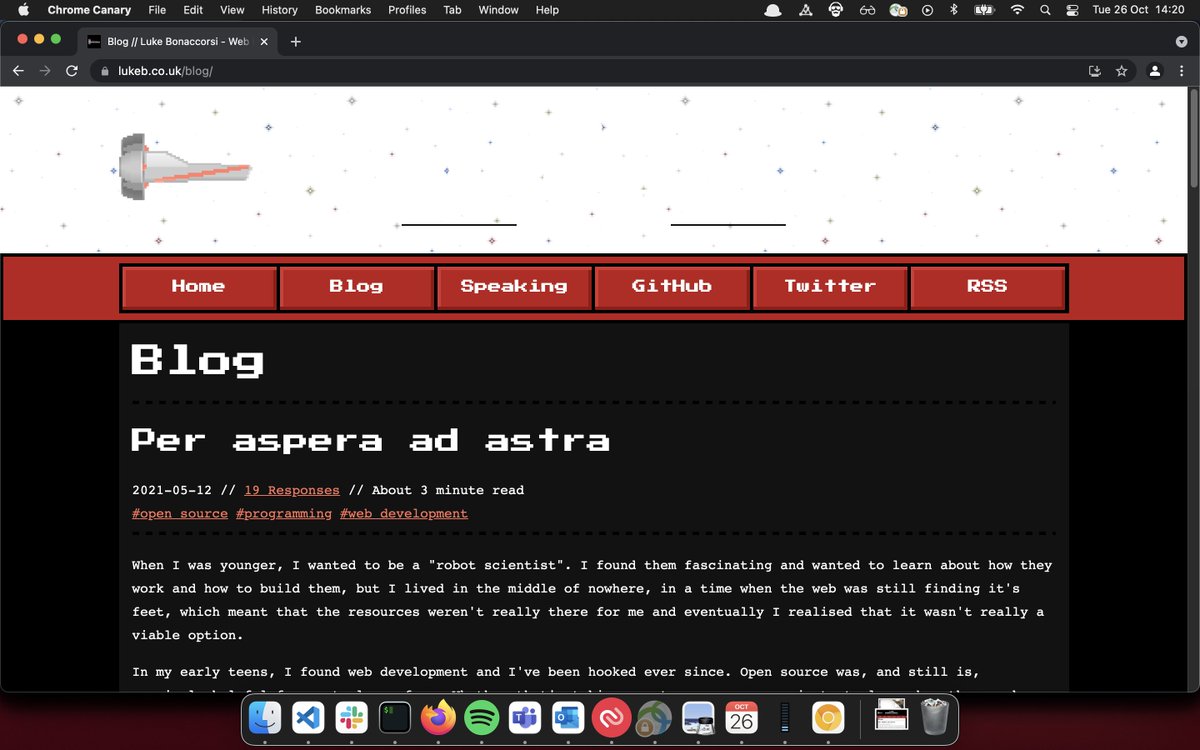 Chrome Canary File Edit View History Bookmarks Profiles Tab Window Help Tue 26 Oct 14:20
Blog // Luke Bonaccorsi - Web
lukeb.co.uk/blog/
Home Blog Speaking GitHub Twitter RSS
Blog
Per aspera ad astra
2021-05-12 // 19 Responses // About 3 minute read
#open source #programming #web development
When I was younger, I wanted to be a "robot scientist". I found them fascinating and wanted to learn about how they
work and how to build them, but I lived in the middle of nowhere, in a time when the web was still finding it's
feet, which meant that the resources weren't really there for me and eventually I realised that it wasn't really a
viable option.
In my early teens, I found web development and I've been hooked ever since. Open source was, and still is,
OCT
26